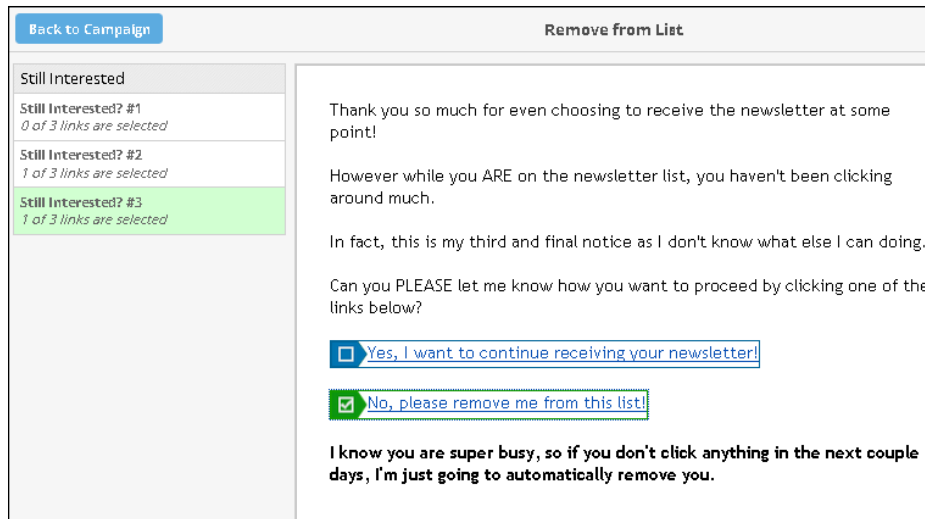 Back to Campaign
Remove from List
Still Interested
Still Interested? #1
0 of 3 links are selected
Still Interested? #2
1 of 3 links are selected
Still Interested? #3
1 of 3 links are selected
Thank you so much for even choosing to receive the newsletter at some
point!
However while you ARE on the newsletter list, you haven't been clicking
around much.
In fact, this is my third and final notice as I don't know what else I can doing.
Can you PLEASE let me know how you want to proceed by clicking one of the
links below?
Yes, I want to continue receiving your newsletter!
No, please remove me from this list!
I know you are super busy, so if you don't click anything in the next couple
days, I'm just going to automatically remove you.